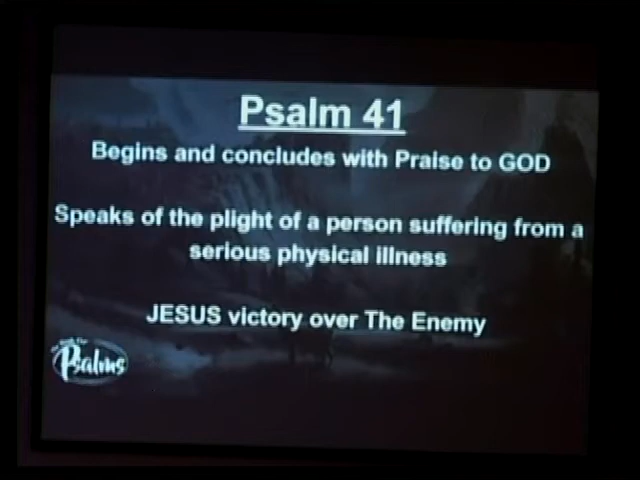 Psalm 41
Begins and concludes with Praise to GOD
Speaks of the plight of a person suffering from a
serious physical illness
JESUS victory over The Enemy
Psalms